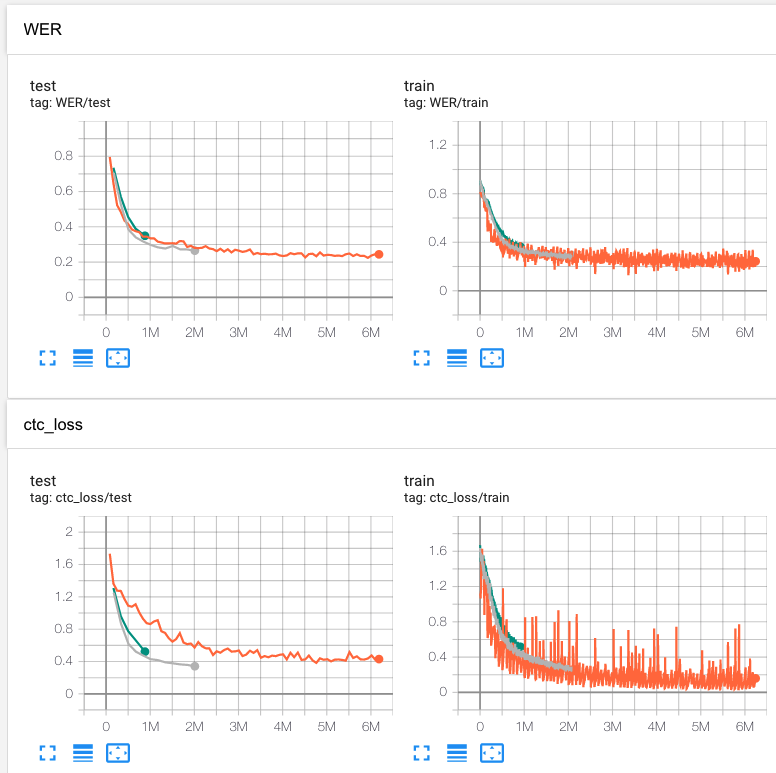 WER
test
tag: WER/test
0.8
0.6
0.4
0.2
0
0 1M 2M 3M 4M 5M 6M
train
tag: WER/train
1.2
0.8
0.4
0
0 1M 2M 3M 4M 5M 6M
ctc_loss
test
tag: ctc_loss/test
2
1.6
1.2
0.8
0.4
0
0 1M 2M 3M 4M 5M 6M
train
tag: ctc_loss/train
1.6
1.2
0.8
0.4
0
0 1M 2M 3M 4M 5M 6M